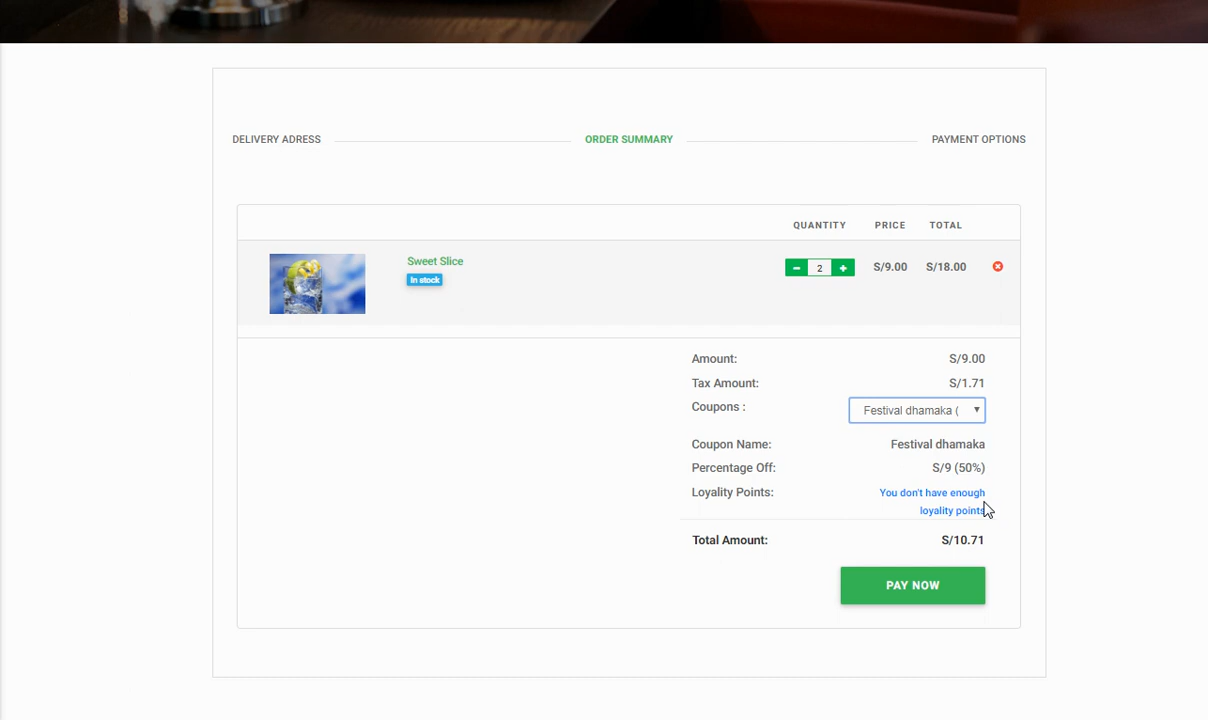 DELIVERY ADRESS
ORDER SUMMARY
PAYMENT OPTIONS
QUANTITY PRICE TOTAL
Sweet Slice
In stock
2 S/9.00 S/18.00
Amount: S/9.00
Tax Amount: S/1.71
Coupons : Festival dhamaka (
Coupon Name: Festival dhamaka
Percentage Off: S/9 (50%)
Loyality Points: You don't have enough
loyality points
Total Amount: S/10.71
PAY NOW